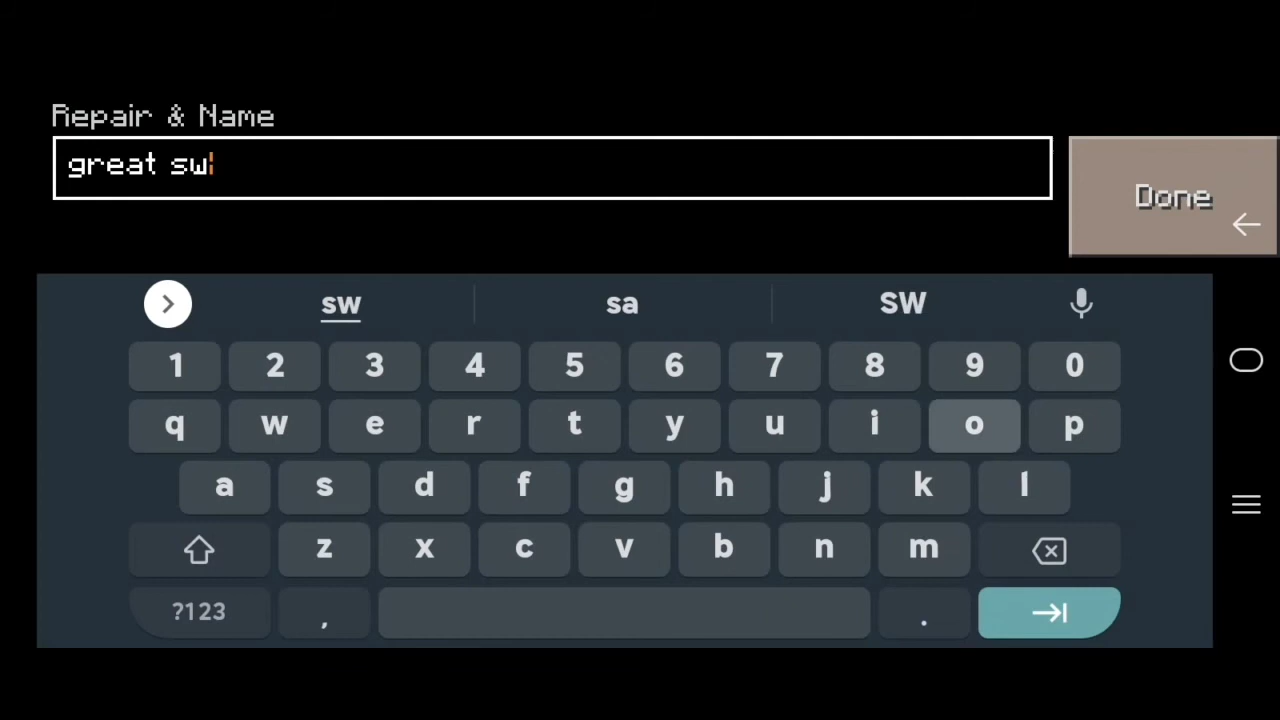 Repair & Name
great sw
Done
sw sa SW
1 2 3 4 5 6 7 8 9 0
q w e r t y u i o p
a s d f g h j k l
z x c v b n m
?123 , .